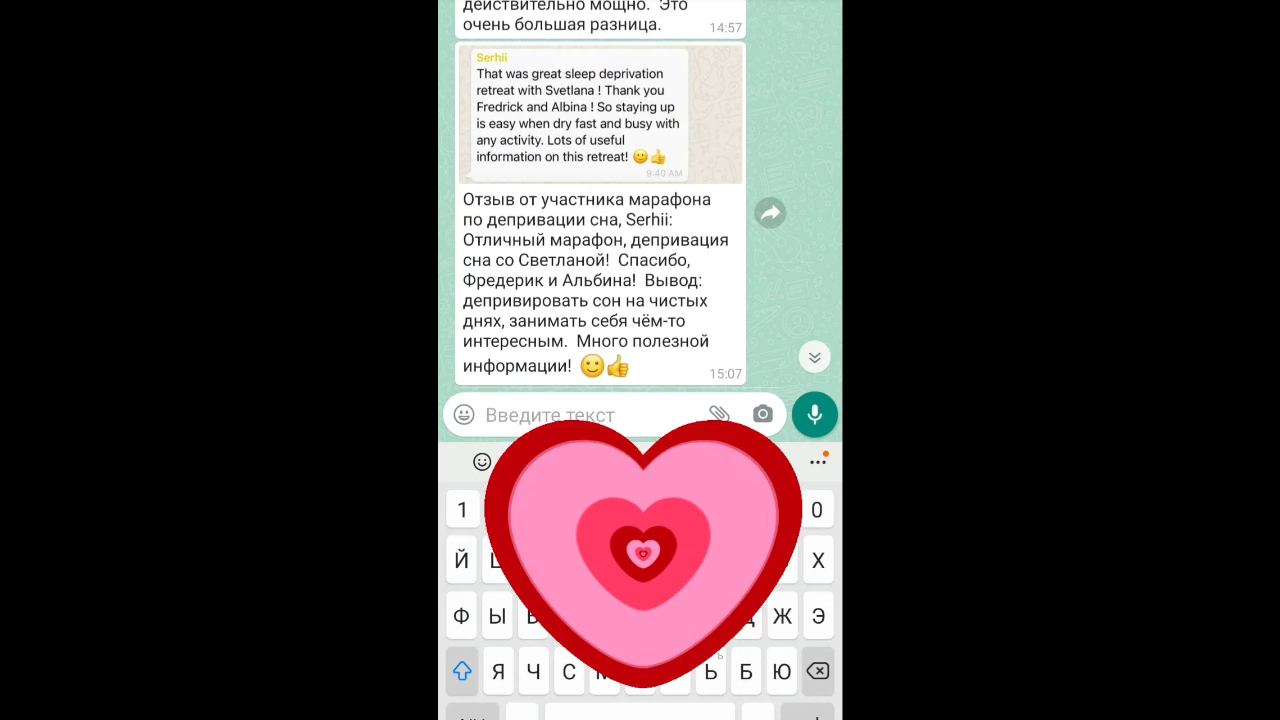 действительно мощно.  Это
очень большая разница.
14:57
Serhii
That was great sleep deprivation
retreat with Svetlana ! Thank you
Fredrick and Albina ! So staying up
is easy when dry fast and busy with
any activity. Lots of useful
information on this retreat! 🙂👍
9:40 AM
Отзыв от участника марафона
по депривации сна, Serhii:
Отличный марафон, депривация
сна со Светланой!  Спасибо,
Фредерик и Альбина!  Вывод:
депривировать сон на чистых
днях, занимать себя чём-то
интересным.  Много полезной
информации! 🙂👍
15:07
Введите текст
1 0
Й Х
Ф Ы Ж Э
Я Ч С Ь Б Ю